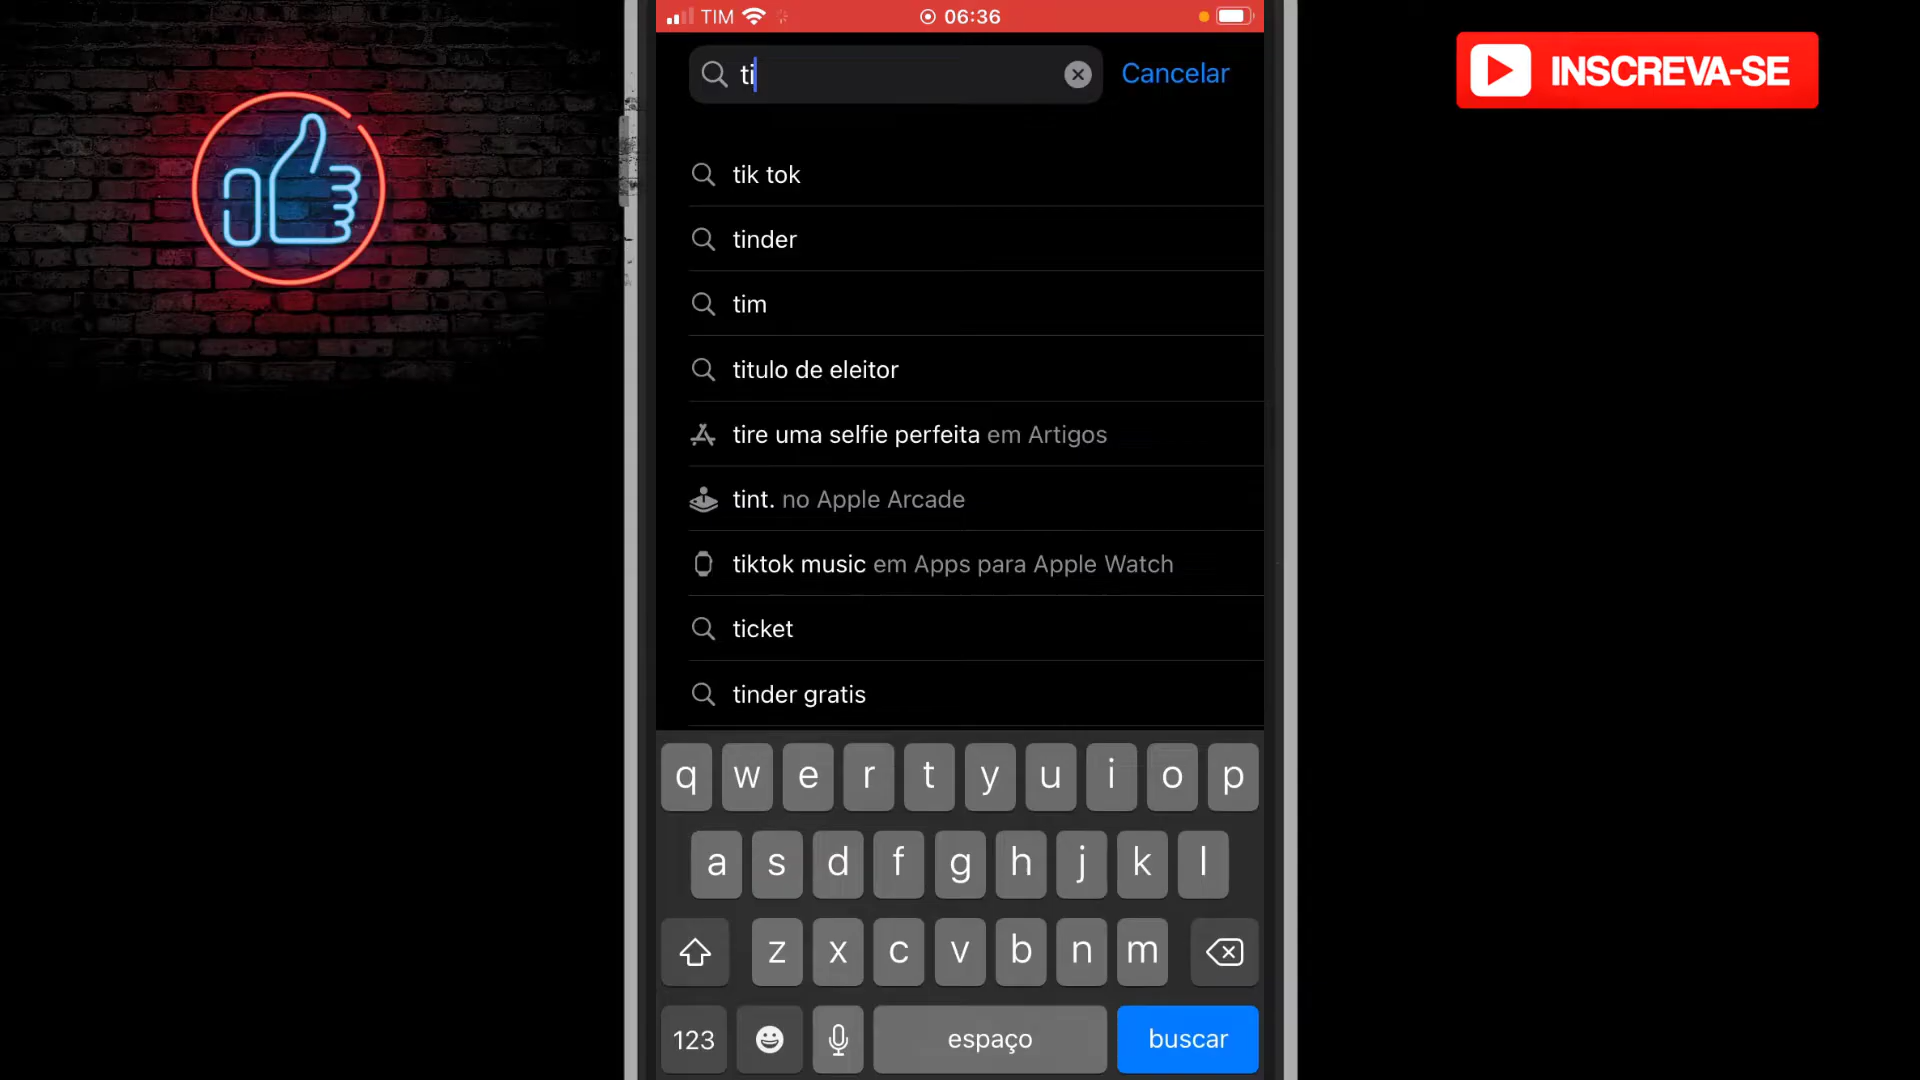 TIM 06:36
ti Cancelar
INSCREVA-SE
tik tok
tinder
tim
titulo de eleitor
tire uma selfie perfeita em Artigos
tint. no Apple Arcade
tiktok music em Apps para Apple Watch
ticket
tinder gratis
q w e r t y u i o p
a s d f g h j k l
z x c v b n m
123 espaço buscar